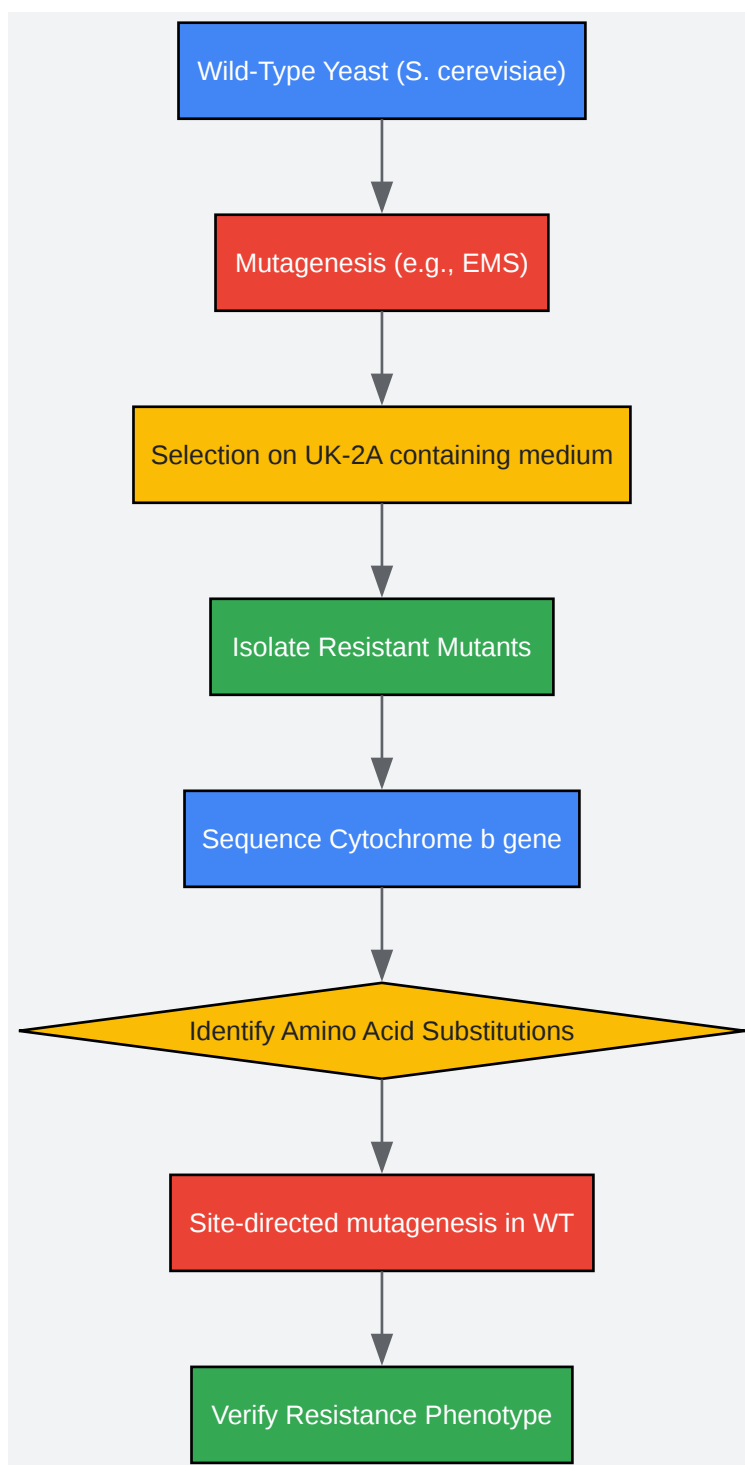 Wild-Type Yeast (S. cerevisiae)
Mutagenesis (e.g., EMS)
Selection on UK-2A containing medium
Isolate Resistant Mutants
Sequence Cytochrome b gene
Identify Amino Acid Substitutions
Site-directed mutagenesis in WT
Verify Resistance Phenotype